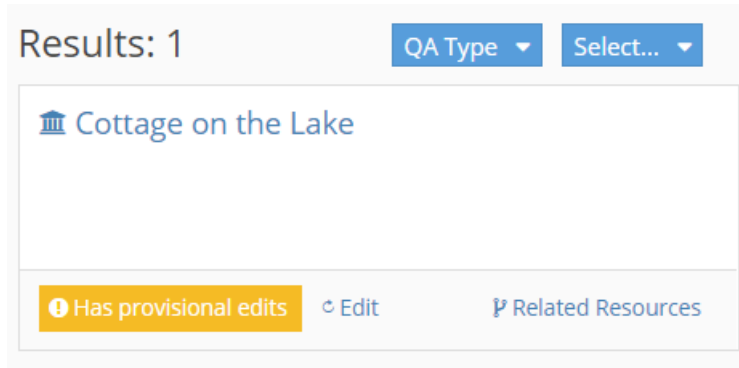 Results: 1 QA Type Select...
Cottage on the Lake
Has provisional edits Edit Related Resources